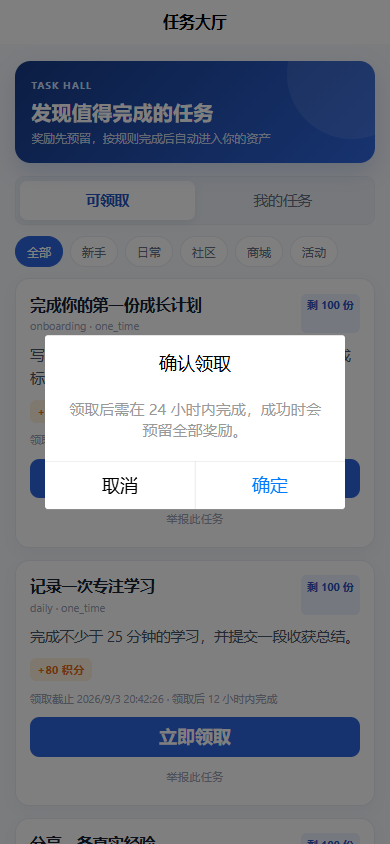 任务大厅
TASK HALL
发现值得完成的任务
奖励先预留，按规则完成后自动进入你的资产
可领取
我的任务
全部
新手
日常
社区
商城
活动
完成你的第一份成长计划
剩 100 份
onboarding · one_time
写
成
标
确认领取
领取后需在 24 小时内完成，成功时会
预留全部奖励。
取消
确定
举报此任务
记录一次专注学习
剩 100 份
daily · one_time
完成不少于 25 分钟的学习，并提交一段收获总结。
+80 积分
领取截止 2026/9/3 20:42:26 · 领取后 12 小时内完成
立即领取
举报此任务
剩 100 份